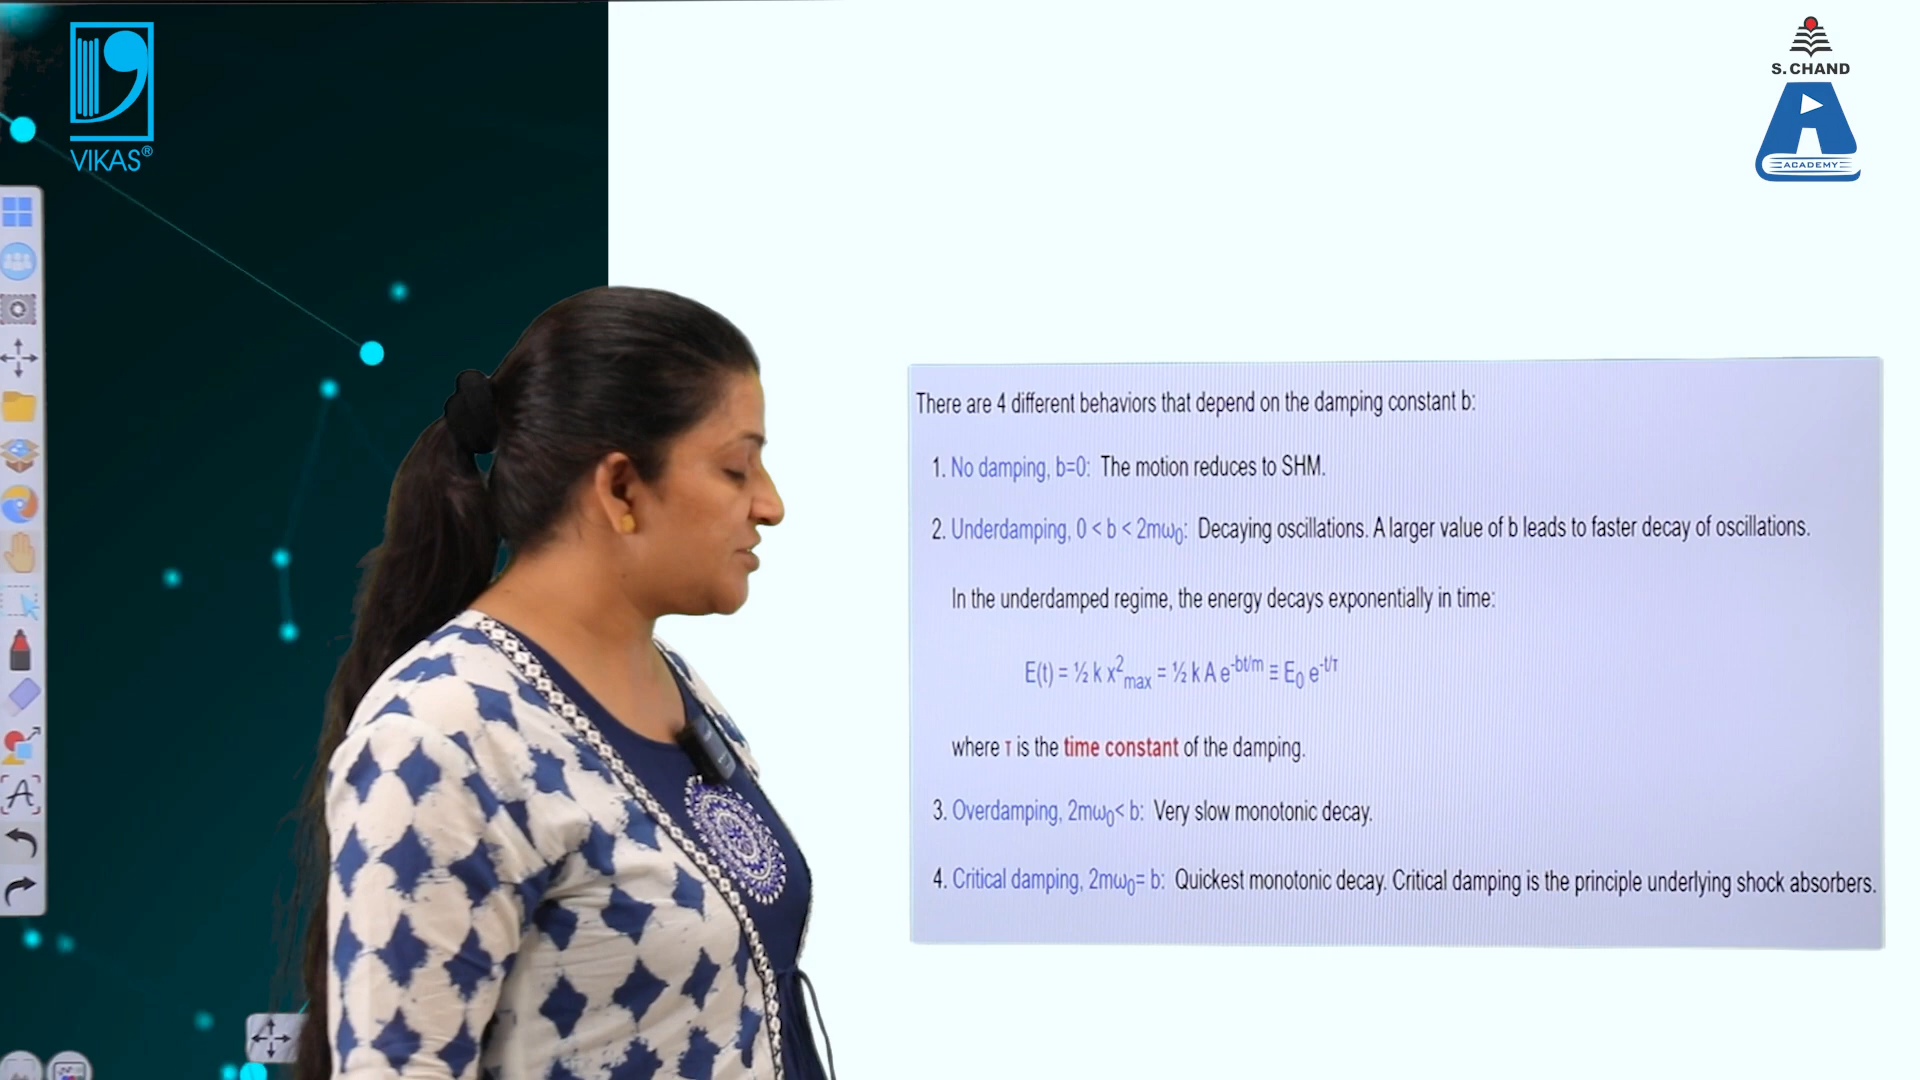 VIKAS®
S. CHAND
ACADEMY
There are 4 different behaviors that depend on the damping constant b:
1. No damping, b=0: The motion reduces to SHM.
2. Underdamping, 0 < b < 2mω₀: Decaying oscillations. A larger value of b leads to faster decay of oscillations.
In the underdamped regime, the energy decays exponentially in time:
E(t) = ½ k x²max = ½ k A e^-bt/m ≡ E₀ e^-t/τ
where τ is the time constant of the damping.
3. Overdamping, 2mω₀< b: Very slow monotonic decay.
4. Critical damping, 2mω₀= b: Quickest monotonic decay. Critical damping is the principle underlying shock absorbers.